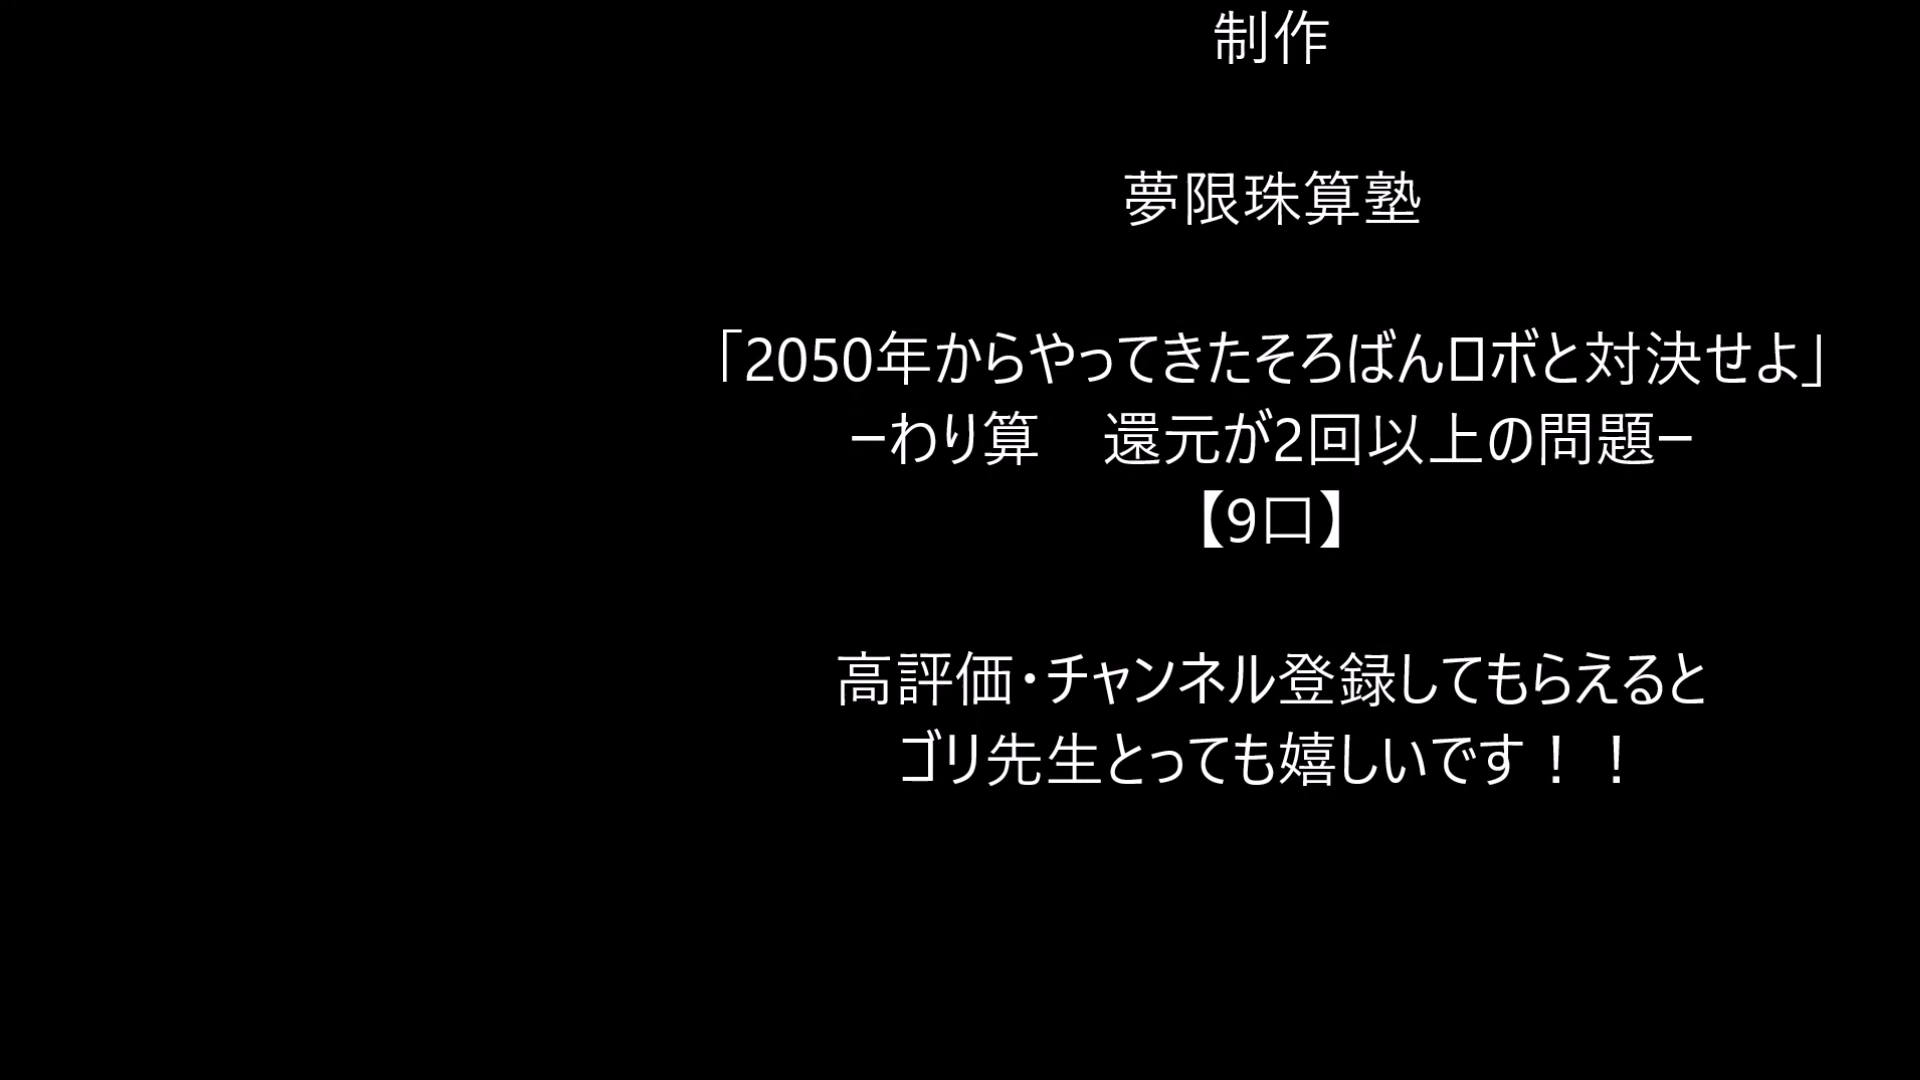 制作
夢限珠算塾
「2050年からやってきたそろばんロボと対決せよ」
ーわり算　還元が2回以上の問題ー
【9口】
高評価・チャンネル登録してもらえると
ゴリ先生とっても嬉しいです！！